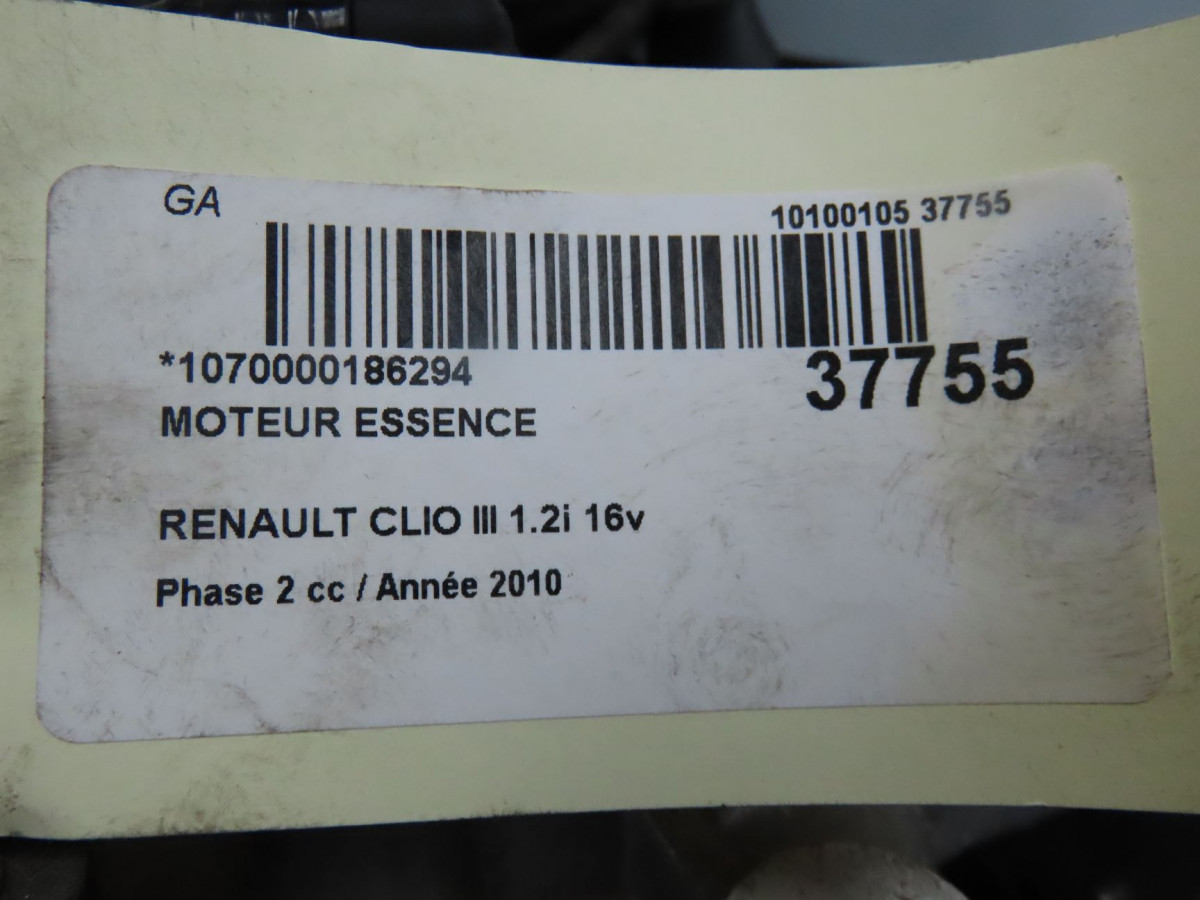 GA
10100105 37755
*1070000186294
37755
MOTEUR ESSENCE
RENAULT CLIO III 1.2i 16v
Phase 2 cc / Année 2010